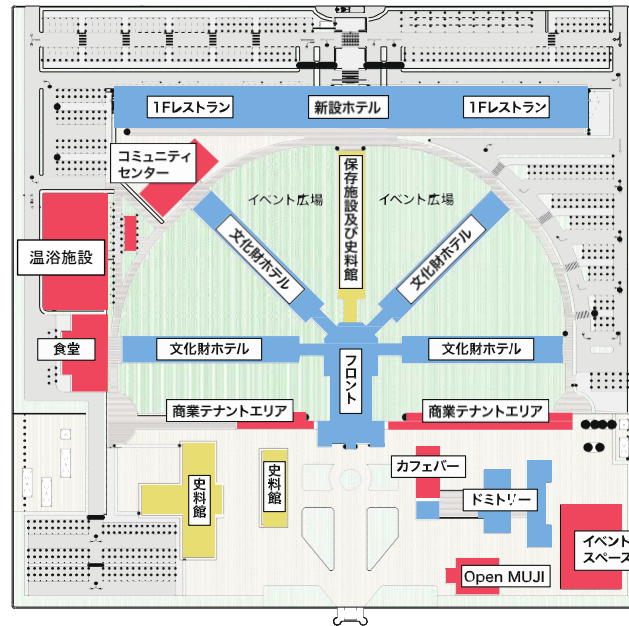 1Fレストラン
新設ホテル
1Fレストラン
コミュニティ
センター
イベント広場
保存施設及び史料館
イベント広場
文化財ホテル
文化財ホテル
温浴施設
食堂
文化財ホテル
フロント
文化財ホテル
商業テナントエリア
商業テナントエリア
史料館
史料館
カフェバー
ドミトリー
イベント
スペース
Open MUJI